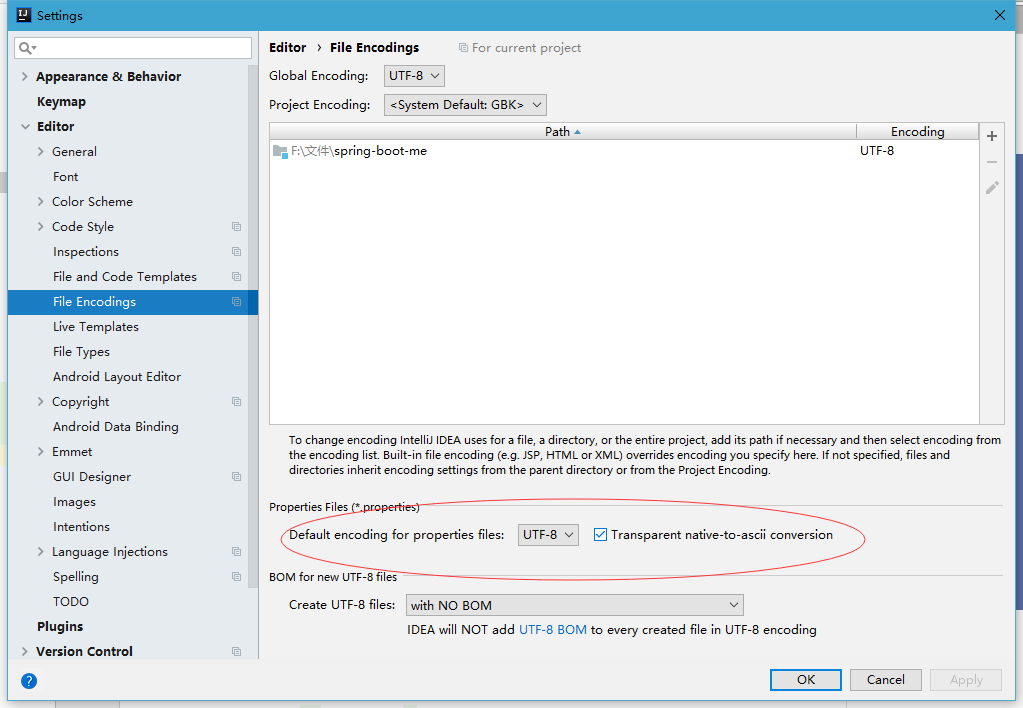 Settings
Editor › File Encodings For current project
Global Encoding: UTF-8
Project Encoding: <System Default: GBK>
Path Encoding
F:\文件\spring-boot-me UTF-8
Appearance & Behavior
Keymap
Editor
General
Font
Color Scheme
Code Style
Inspections
File and Code Templates
File Encodings
Live Templates
File Types
Android Layout Editor
Copyright
Android Data Binding
Emmet
GUI Designer
Images
Intentions
Language Injections
Spelling
TODO
Plugins
Version Control
To change encoding IntelliJ IDEA uses for a file, a directory, or the entire project, add its path if necessary and then select encoding from
the encoding list. Built-in file encoding (e.g. JSP, HTML or XML) overrides encoding you specify here. If not specified, files and
directories inherit encoding settings from the parent directory or from the Project Encoding.
Properties Files (*.properties)
Default encoding for properties files: UTF-8 Transparent native-to-ascii conversion
BOM for new UTF-8 files
Create UTF-8 files: with NO BOM
IDEA will NOT add UTF-8 BOM to every created file in UTF-8 encoding
? OK Cancel Apply